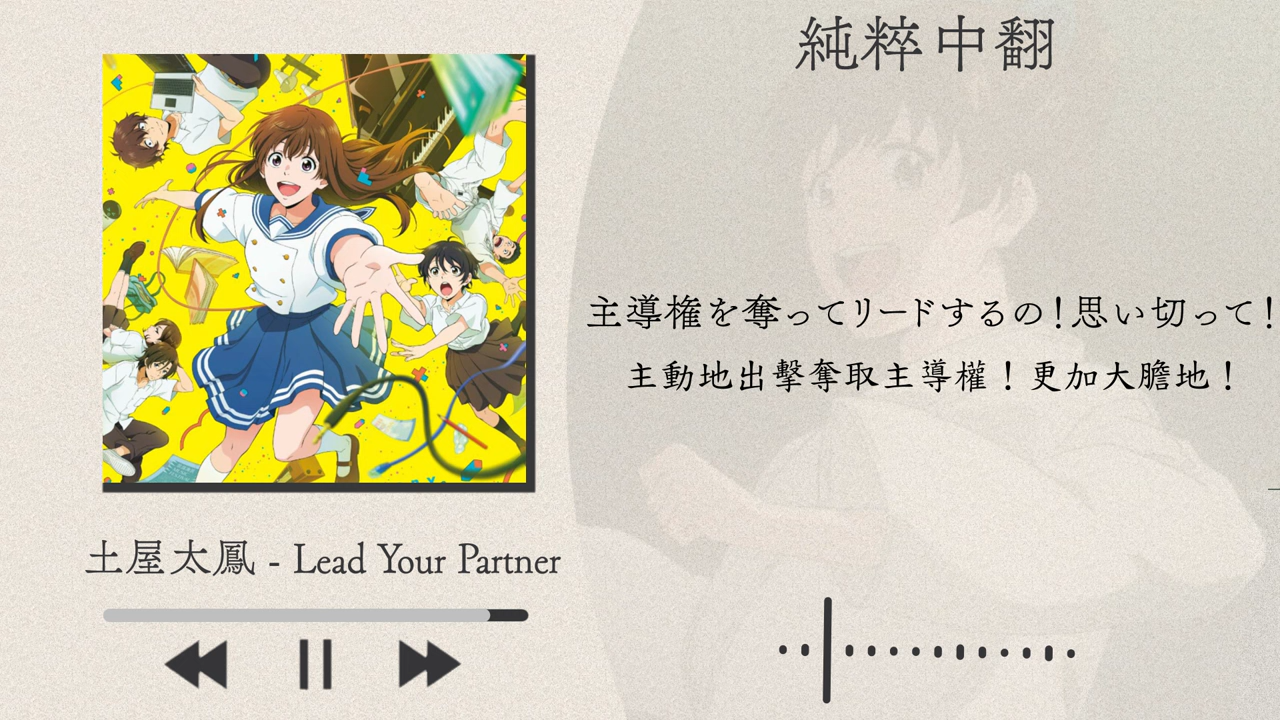 純粹中翻
主導権を奪ってリードするの！思い切って！
主動地出擊奪取主導權！更加大膽地！
土屋太鳳 - Lead Your Partner